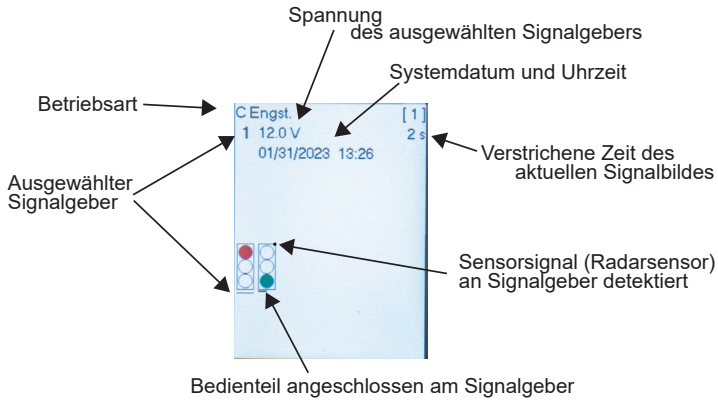 Spannung
des ausgewählten Signalgebers
Systemdatum und Uhrzeit
Betriebsart
C Engst. [ 1 ]
1 12.0 V 2 s
01/31/2023 13:26
Verstrichene Zeit des
aktuellen Signalbildes
Ausgewählter
Signalgeber
Sensorsignal (Radarsensor)
an Signalgeber detektiert
Bedienteil angeschlossen am Signalgeber